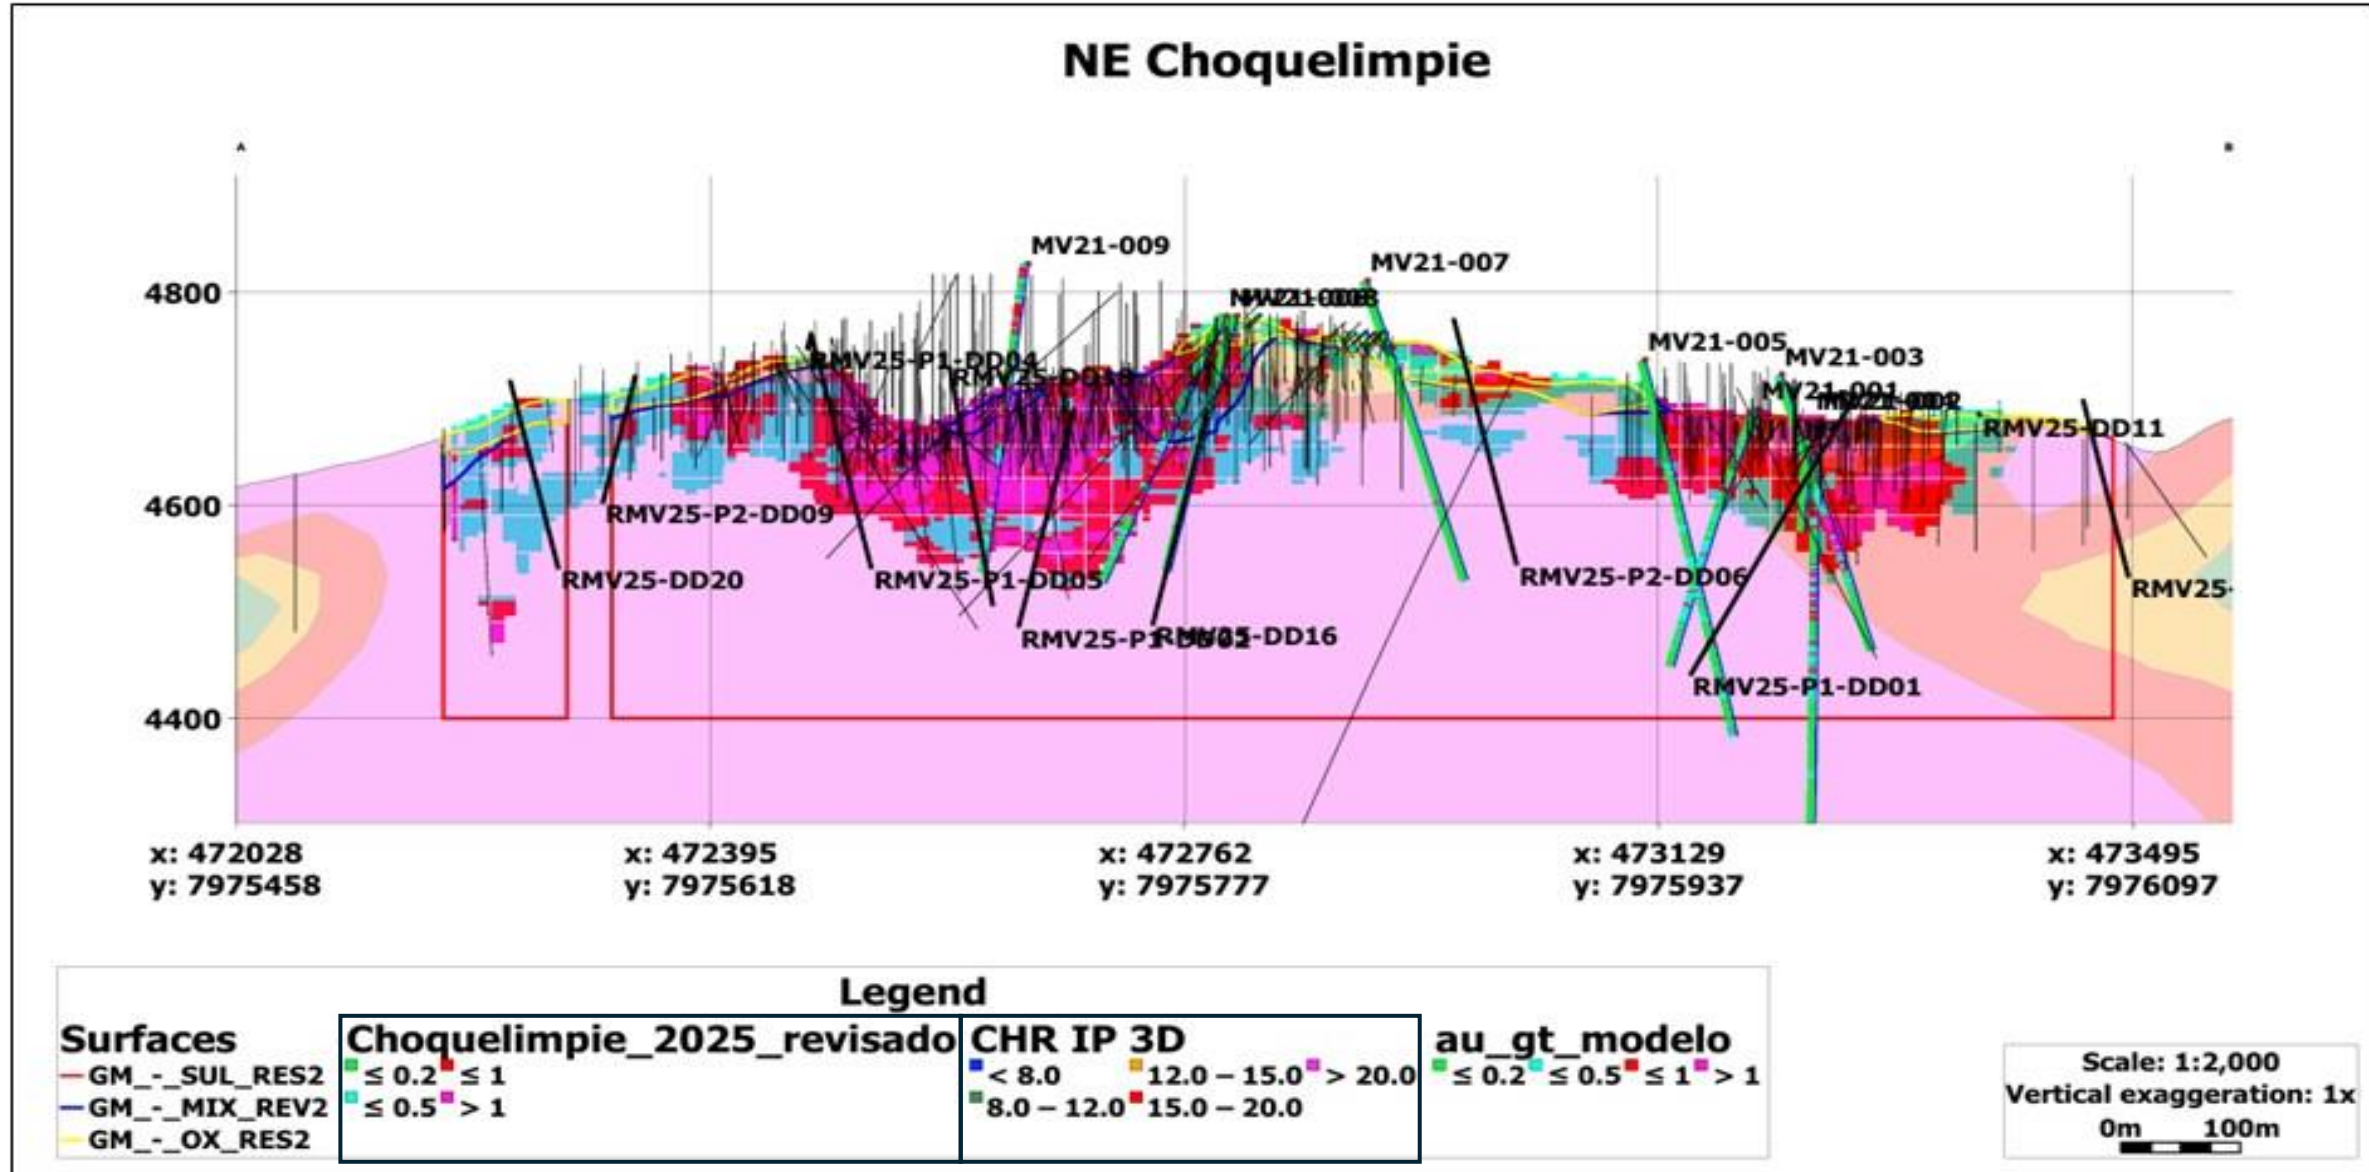 NE Choquelimpie
A
B
MV21-009
MV21-007
4800
MV21-005
MV21-003
RMV25-P1-DD04
MV21-001
RMV25-DD11
4600
RMV25-P2-DD09
RMV25-DD20
RMV25-P1-DD05
RMV25-P2-DD06
RMV25-
RMV25-DD16
RMV25-P1-DD01
4400
x: 472028
y: 7975458
x: 472395
y: 7975618
x: 472762
y: 7975777
x: 473129
y: 7975937
x: 473495
y: 7976097
Legend
Surfaces
GM_-_SUL_RES2
GM_-_MIX_REV2
GM_-_OX_RES2
Choquelimpie_2025_revisado
≤ 0.2 ≤ 1
≤ 0.5 > 1
CHR IP 3D
< 8.0 12.0 – 15.0 > 20.0
8.0 – 12.0 15.0 – 20.0
au_gt_modelo
≤ 0.2 ≤ 0.5 ≤ 1 > 1
Scale: 1:2,000
Vertical exaggeration: 1x
0m 100m